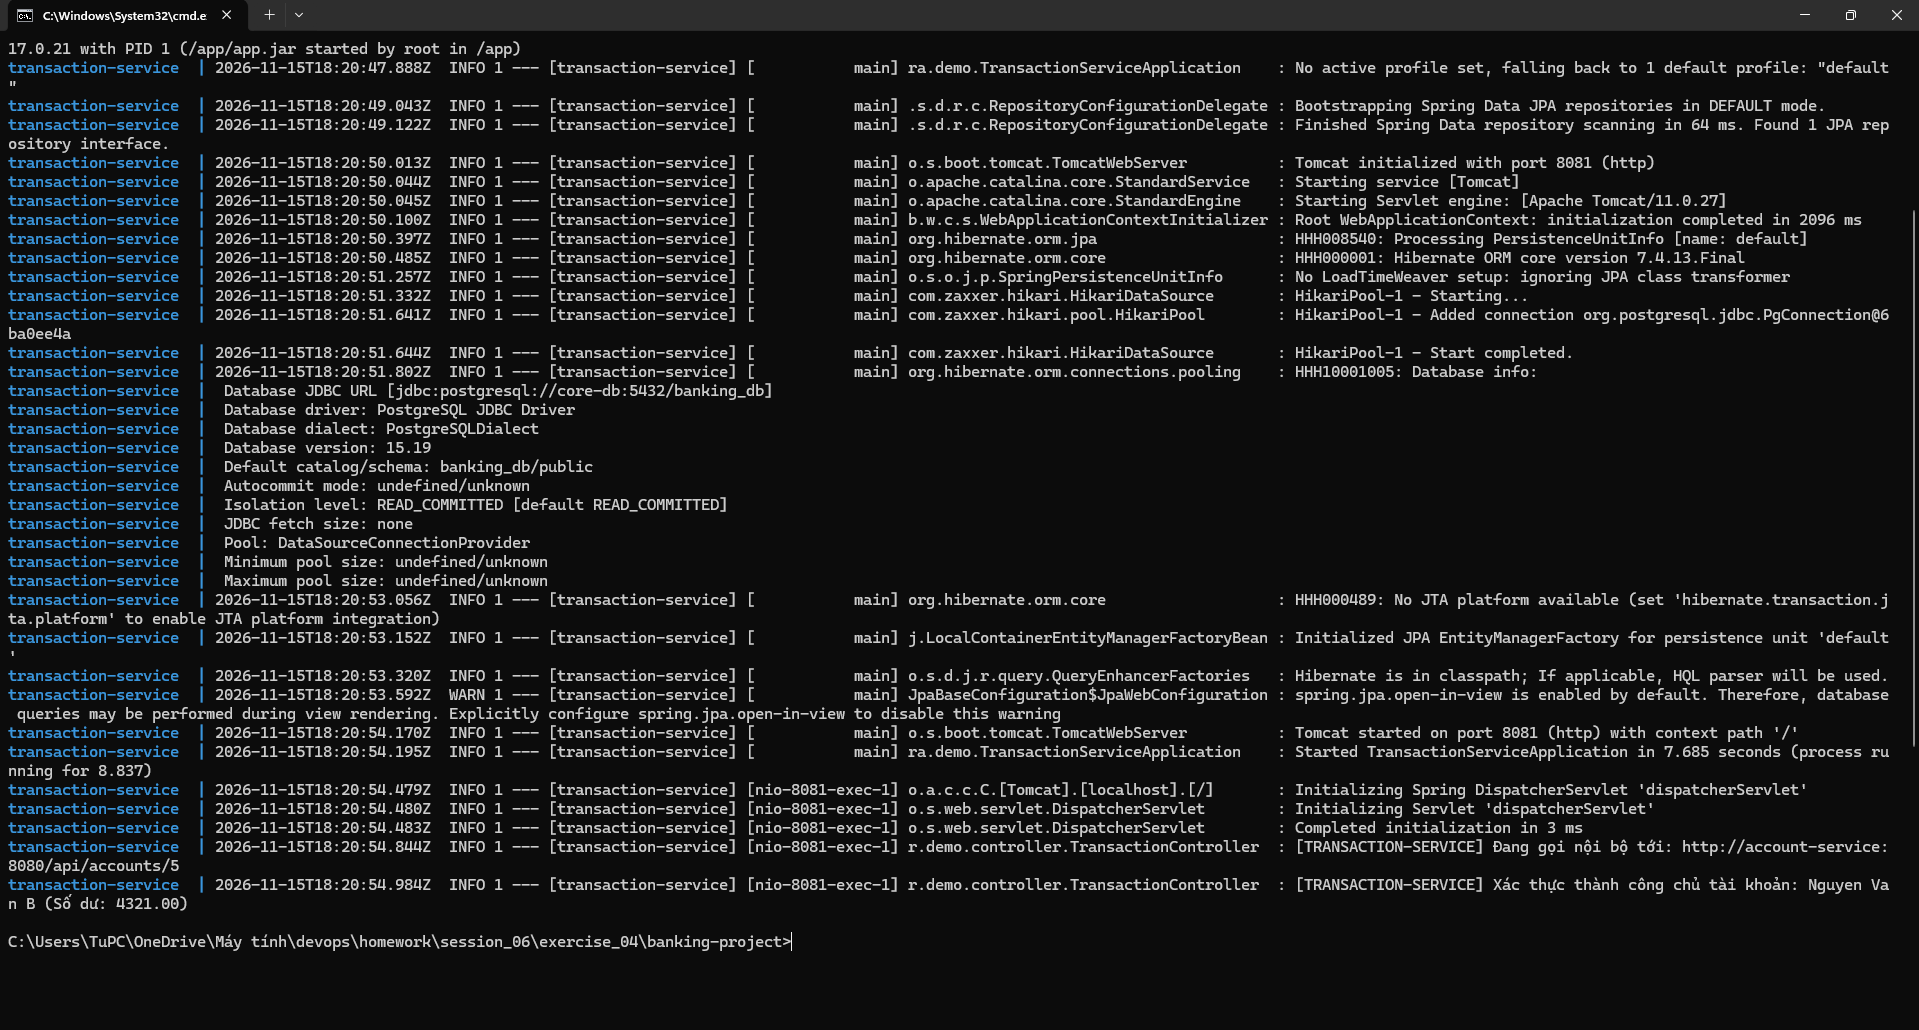 C:\Windows\System32\cmd.e
17.0.21 with PID 1 (/app/app.jar started by root in /app)
transaction-service  | 2026-11-15T18:20:47.888Z  INFO 1 --- [transaction-service] [           main] ra.demo.TransactionServiceApplication    : No active profile set, falling back to 1 default profile: "default
"
transaction-service  | 2026-11-15T18:20:49.043Z  INFO 1 --- [transaction-service] [           main] .s.d.r.c.RepositoryConfigurationDelegate : Bootstrapping Spring Data JPA repositories in DEFAULT mode.
transaction-service  | 2026-11-15T18:20:49.122Z  INFO 1 --- [transaction-service] [           main] .s.d.r.c.RepositoryConfigurationDelegate : Finished Spring Data repository scanning in 64 ms. Found 1 JPA rep
ository interface.
transaction-service  | 2026-11-15T18:20:50.013Z  INFO 1 --- [transaction-service] [           main] o.s.boot.tomcat.TomcatWebServer          : Tomcat initialized with port 8081 (http)
transaction-service  | 2026-11-15T18:20:50.044Z  INFO 1 --- [transaction-service] [           main] o.apache.catalina.core.StandardService   : Starting service [Tomcat]
transaction-service  | 2026-11-15T18:20:50.045Z  INFO 1 --- [transaction-service] [           main] o.apache.catalina.core.StandardEngine    : Starting Servlet engine: [Apache Tomcat/11.0.27]
transaction-service  | 2026-11-15T18:20:50.100Z  INFO 1 --- [transaction-service] [           main] b.w.c.s.WebApplicationContextInitializer : Root WebApplicationContext: initialization completed in 2096 ms
transaction-service  | 2026-11-15T18:20:50.397Z  INFO 1 --- [transaction-service] [           main] org.hibernate.orm.jpa                    : HHH008540: Processing PersistenceUnitInfo [name: default]
transaction-service  | 2026-11-15T18:20:50.485Z  INFO 1 --- [transaction-service] [           main] org.hibernate.orm.core                   : HHH000001: Hibernate ORM core version 7.4.13.Final
transaction-service  | 2026-11-15T18:20:51.257Z  INFO 1 --- [transaction-service] [           main] o.s.o.j.p.SpringPersistenceUnitInfo      : No LoadTimeWeaver setup: ignoring JPA class transformer
transaction-service  | 2026-11-15T18:20:51.332Z  INFO 1 --- [transaction-service] [           main] com.zaxxer.hikari.HikariDataSource       : HikariPool-1 - Starting...
transaction-service  | 2026-11-15T18:20:51.641Z  INFO 1 --- [transaction-service] [           main] com.zaxxer.hikari.pool.HikariPool        : HikariPool-1 - Added connection org.postgresql.jdbc.PgConnection@6
ba0ee4a
transaction-service  | 2026-11-15T18:20:51.644Z  INFO 1 --- [transaction-service] [           main] com.zaxxer.hikari.HikariDataSource       : HikariPool-1 - Start completed.
transaction-service  | 2026-11-15T18:20:51.802Z  INFO 1 --- [transaction-service] [           main] org.hibernate.orm.connections.pooling    : HHH10001005: Database info:
transaction-service  |  Database JDBC URL [jdbc:postgresql://core-db:5432/banking_db]
transaction-service  |  Database driver: PostgreSQL JDBC Driver
transaction-service  |  Database dialect: PostgreSQLDialect
transaction-service  |  Database version: 15.19
transaction-service  |  Default catalog/schema: banking_db/public
transaction-service  |  Autocommit mode: undefined/unknown
transaction-service  |  Isolation level: READ_COMMITTED [default READ_COMMITTED]
transaction-service  |  JDBC fetch size: none
transaction-service  |  Pool: DataSourceConnectionProvider
transaction-service  |  Minimum pool size: undefined/unknown
transaction-service  |  Maximum pool size: undefined/unknown
transaction-service  | 2026-11-15T18:20:53.056Z  INFO 1 --- [transaction-service] [           main] org.hibernate.orm.core                   : HHH000489: No JTA platform available (set 'hibernate.transaction.j
ta.platform' to enable JTA platform integration)
transaction-service  | 2026-11-15T18:20:53.152Z  INFO 1 --- [transaction-service] [           main] j.LocalContainerEntityManagerFactoryBean : Initialized JPA EntityManagerFactory for persistence unit 'default
'
transaction-service  | 2026-11-15T18:20:53.320Z  INFO 1 --- [transaction-service] [           main] o.s.d.j.r.query.QueryEnhancerFactories   : Hibernate is in classpath; If applicable, HQL parser will be used.
transaction-service  | 2026-11-15T18:20:53.592Z  WARN 1 --- [transaction-service] [           main] JpaBaseConfiguration$JpaWebConfiguration : spring.jpa.open-in-view is enabled by default. Therefore, database
 queries may be performed during view rendering. Explicitly configure spring.jpa.open-in-view to disable this warning
transaction-service  | 2026-11-15T18:20:54.170Z  INFO 1 --- [transaction-service] [           main] o.s.boot.tomcat.TomcatWebServer          : Tomcat started on port 8081 (http) with context path '/'
transaction-service  | 2026-11-15T18:20:54.195Z  INFO 1 --- [transaction-service] [           main] ra.demo.TransactionServiceApplication    : Started TransactionServiceApplication in 7.685 seconds (process ru
nning for 8.837)
transaction-service  | 2026-11-15T18:20:54.479Z  INFO 1 --- [transaction-service] [nio-8081-exec-1] o.a.c.c.C.[Tomcat].[localhost].[/]       : Initializing Spring DispatcherServlet 'dispatcherServlet'
transaction-service  | 2026-11-15T18:20:54.480Z  INFO 1 --- [transaction-service] [nio-8081-exec-1] o.s.web.servlet.DispatcherServlet        : Initializing Servlet 'dispatcherServlet'
transaction-service  | 2026-11-15T18:20:54.483Z  INFO 1 --- [transaction-service] [nio-8081-exec-1] o.s.web.servlet.DispatcherServlet        : Completed initialization in 3 ms
transaction-service  | 2026-11-15T18:20:54.844Z  INFO 1 --- [transaction-service] [nio-8081-exec-1] r.demo.controller.TransactionController  : [TRANSACTION-SERVICE] Đang gọi nội bộ tới: http://account-service:
8080/api/accounts/5
transaction-service  | 2026-11-15T18:20:54.984Z  INFO 1 --- [transaction-service] [nio-8081-exec-1] r.demo.controller.TransactionController  : [TRANSACTION-SERVICE] Xác thực thành công chủ tài khoản: Nguyen Va
n B (Số dư: 4321.00)
C:\Users\TuPC\OneDrive\Máy tính\devops\homework\session_06\exercise_04\banking-project>